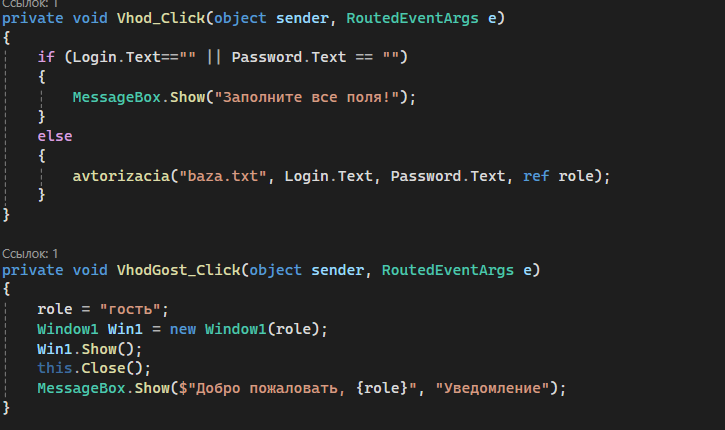 Ссылок: 1
private void Vhod_Click(object sender, RoutedEventArgs e)
{
    if (Login.Text=="" || Password.Text == "")
    {
        MessageBox.Show("Заполните все поля!");
    }
    else
    {
        avtorizacia("baza.txt", Login.Text, Password.Text, ref role);
    }
}
Ссылок: 1
private void VhodGost_Click(object sender, RoutedEventArgs e)
{
    role = "гость";
    Window1 Win1 = new Window1(role);
    Win1.Show();
    this.Close();
    MessageBox.Show($"Добро пожаловать, {role}", "Уведомление");
}